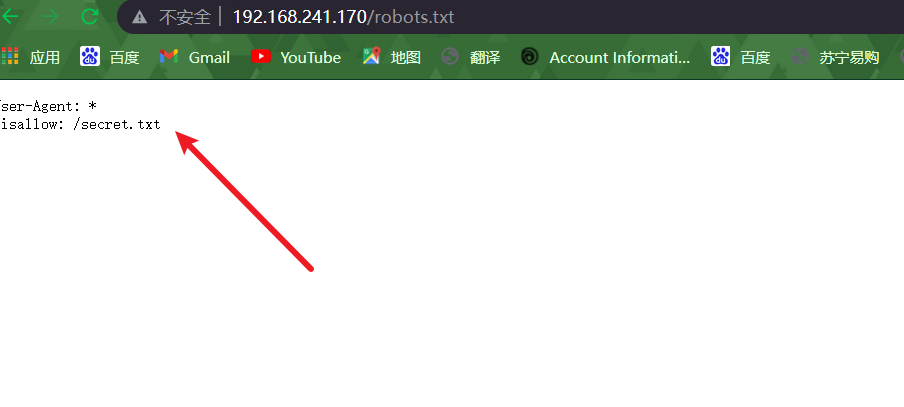 不安全 | 192.168.241.170/robots.txt
应用 百度 Gmail YouTube 地图 翻译 Account Informati... 百度 苏宁易购
ser-Agent: *
isallow: /secret.txt